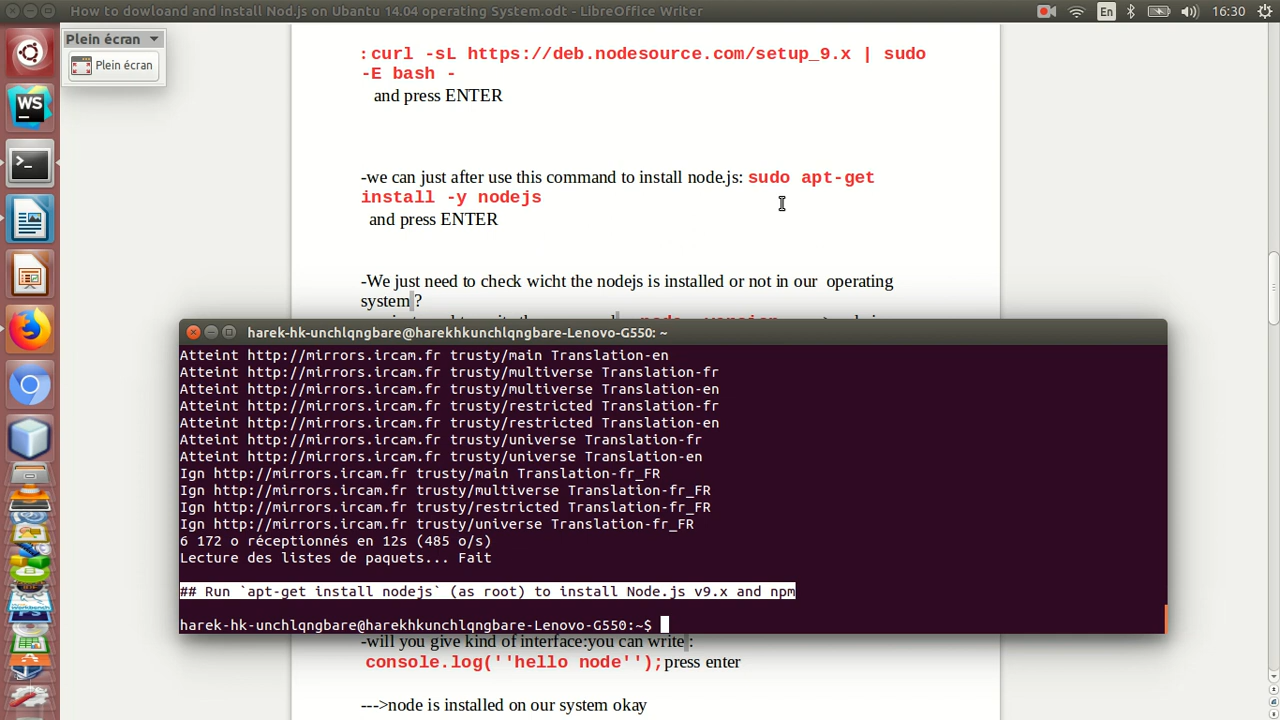 How to dowloand and install Nod.js on Ubantu 14.04 operating System.odt - LibreOffice Writer
En
16:30
Plein écran
Plein écran
WS
:curl -sL https://deb.nodesource.com/setup_9.x | sudo
-E bash -
and press ENTER
-we can just after use this command to install node.js: sudo apt-get
install -y nodejs
and press ENTER
-We just need to check wicht the nodejs is installed or not in our operating
system ?
harek-hk-unchlqngbare@harekhkunchlqngbare-Lenovo-G550: ~
Atteint http://mirrors.ircam.fr trusty/main Translation-en
Atteint http://mirrors.ircam.fr trusty/multiverse Translation-fr
Atteint http://mirrors.ircam.fr trusty/multiverse Translation-en
Atteint http://mirrors.ircam.fr trusty/restricted Translation-fr
Atteint http://mirrors.ircam.fr trusty/restricted Translation-en
Atteint http://mirrors.ircam.fr trusty/universe Translation-fr
Atteint http://mirrors.ircam.fr trusty/universe Translation-en
Ign http://mirrors.ircam.fr trusty/main Translation-fr_FR
Ign http://mirrors.ircam.fr trusty/multiverse Translation-fr_FR
Ign http://mirrors.ircam.fr trusty/restricted Translation-fr_FR
Ign http://mirrors.ircam.fr trusty/universe Translation-fr_FR
6 172 o réceptionnés en 12s (485 o/s)
Lecture des listes de paquets... Fait
## Run `apt-get install nodejs` (as root) to install Node.js v9.x and npm
harek-hk-unchlqngbare@harekhkunchlqngbare-Lenovo-G550:~$
-will you give kind of interface:you can write :
console.log(''hello node'');press enter
--->node is installed on our system okay